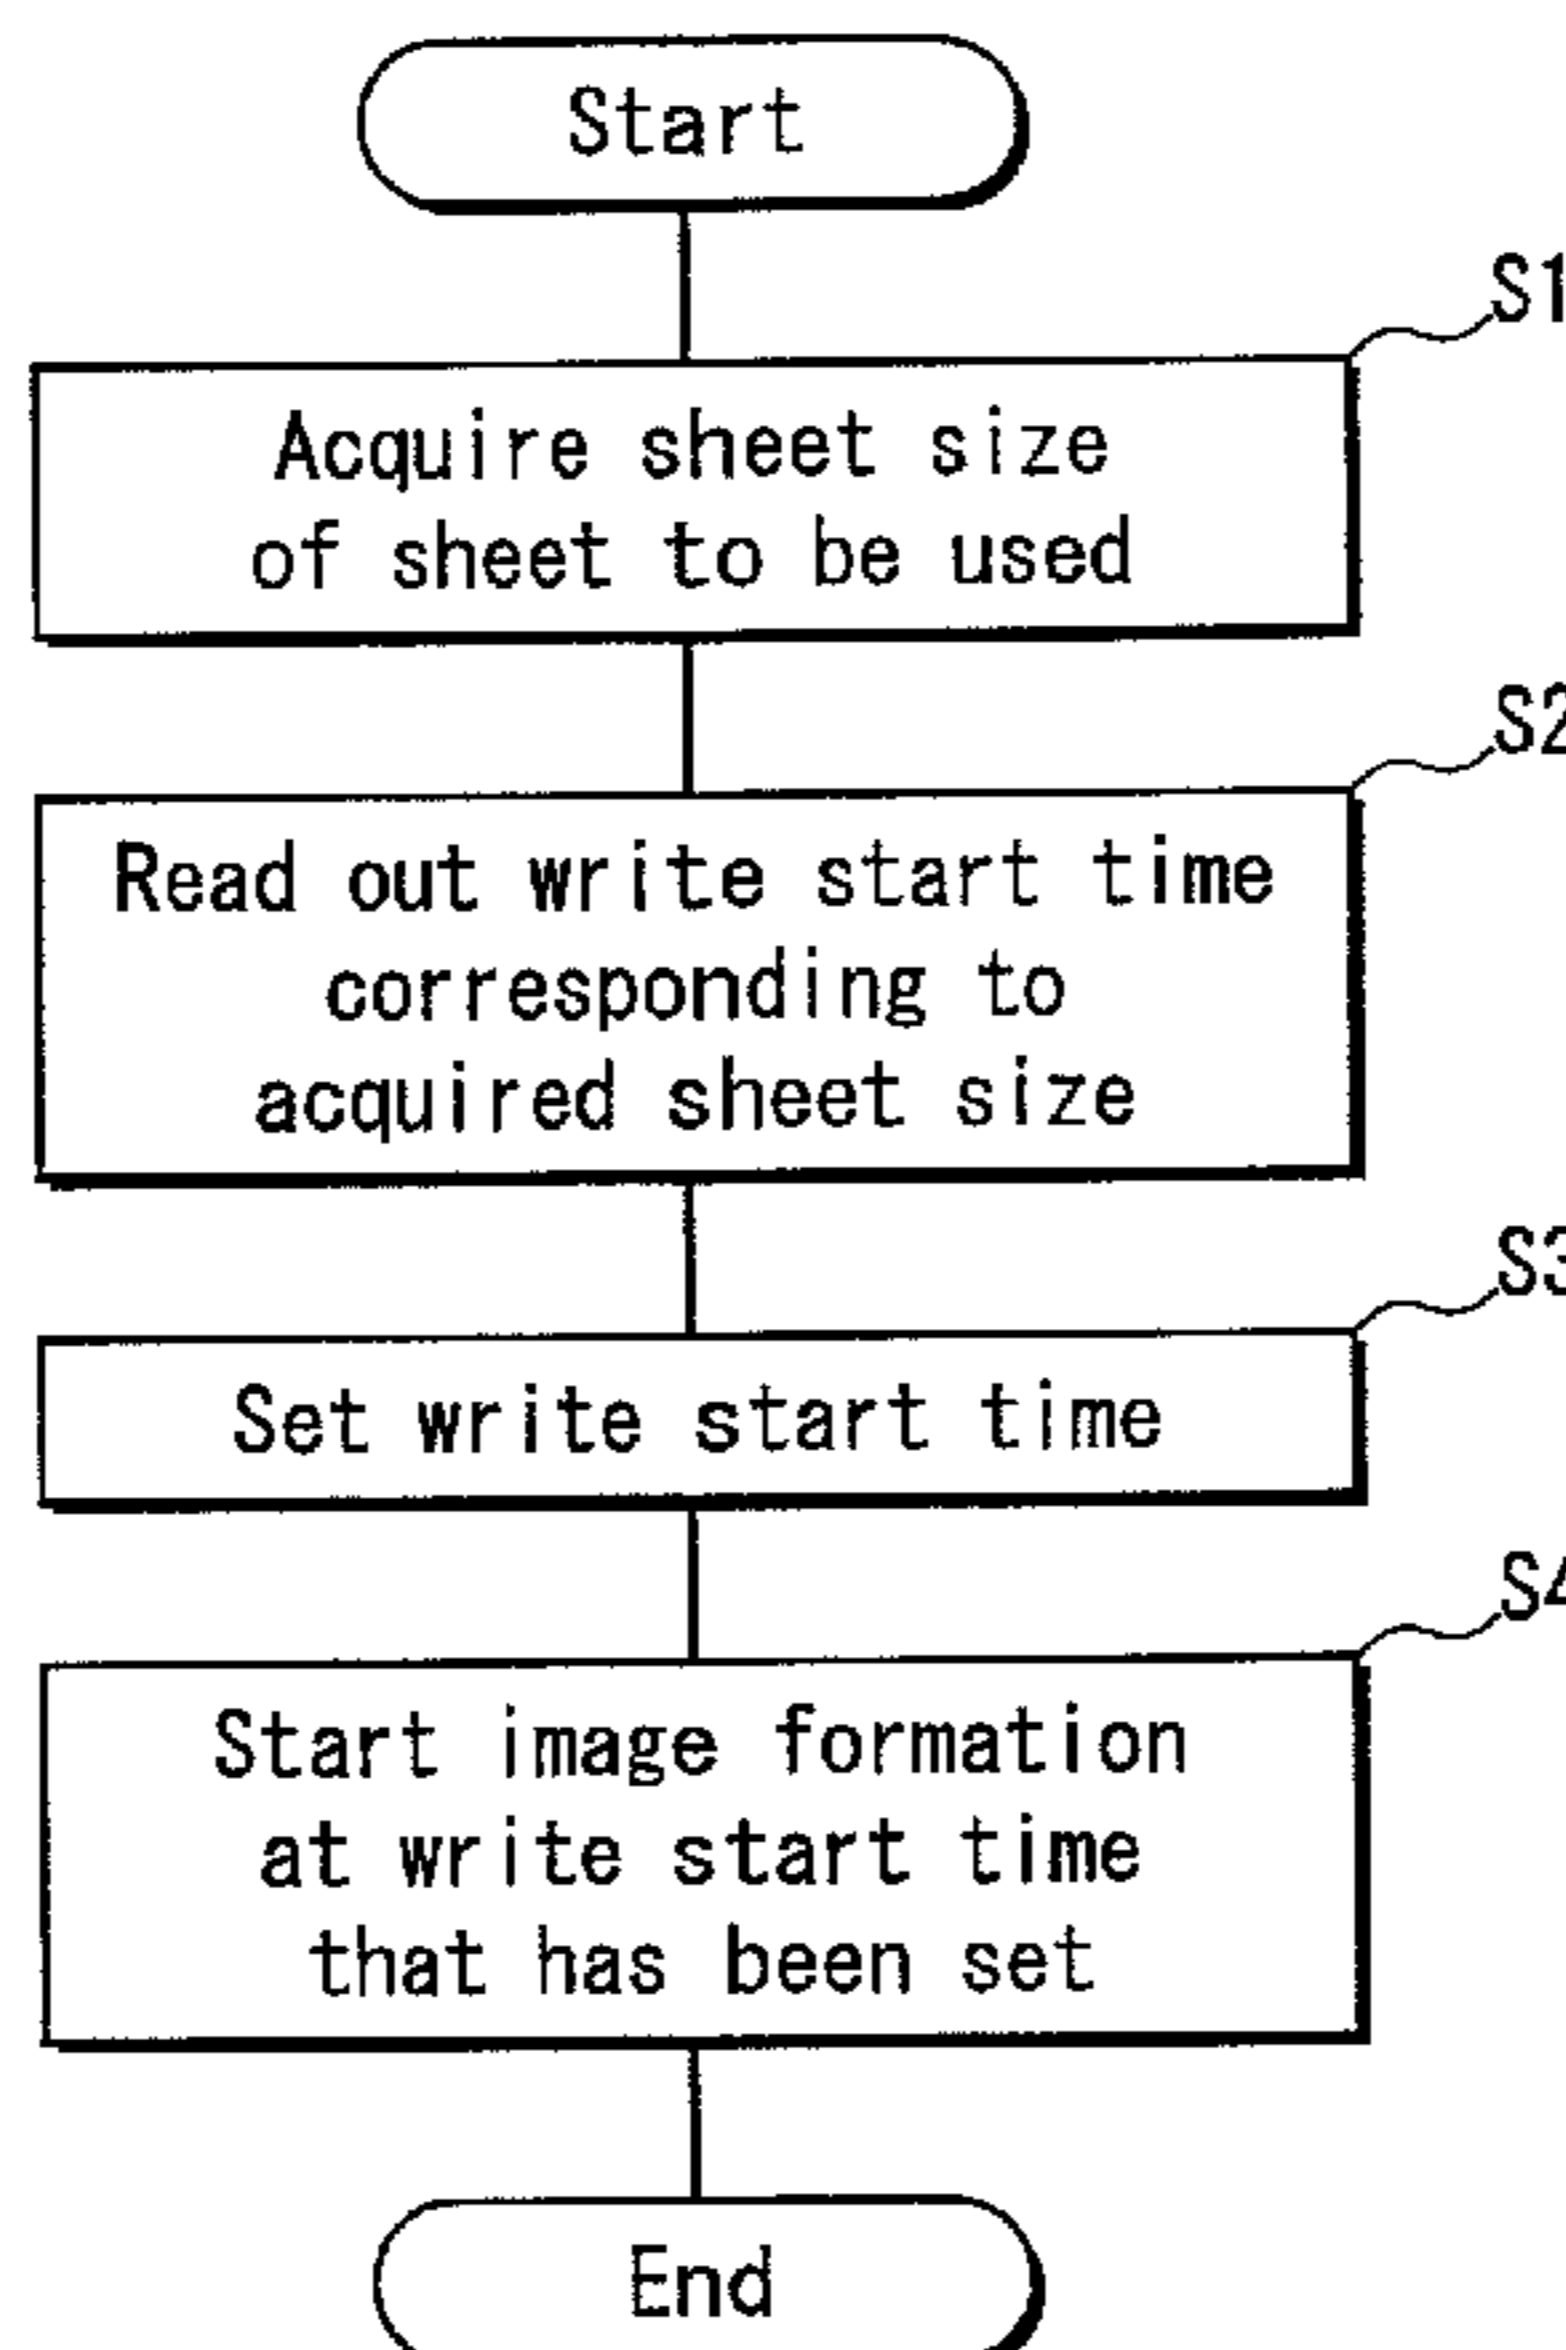 Start
S1
Acquire sheet size
of sheet to be used
S2
Read out write start time
corresponding to
acquired sheet size
S3
Set write start time
S4
Start image formation
at write start time
that has been set
End